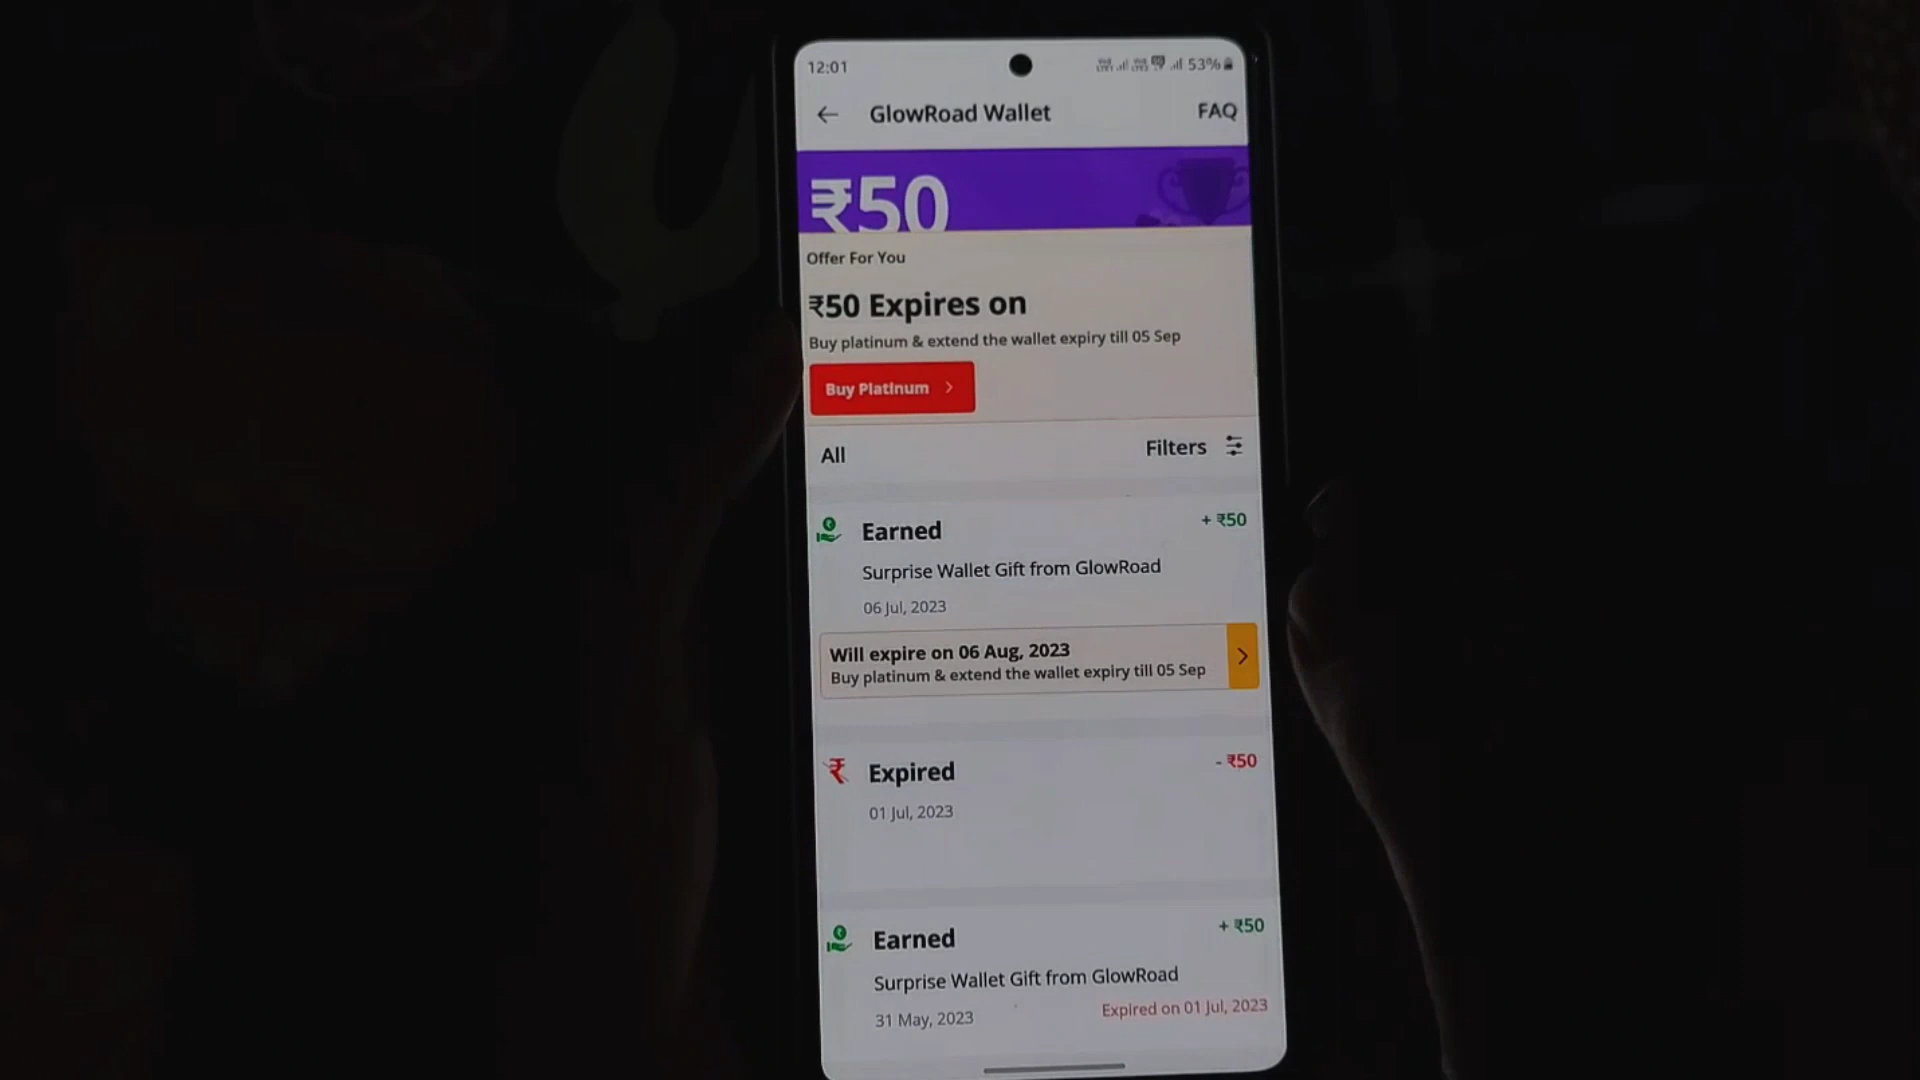 12:01
53%
GlowRoad Wallet
FAQ
₹50
Offer For You
₹50 Expires on
Buy platinum & extend the wallet expiry till 05 Sep
Buy Platinum
All
Filters
Earned
+ ₹50
Surprise Wallet Gift from GlowRoad
06 Jul, 2023
Will expire on 06 Aug, 2023
Buy platinum & extend the wallet expiry till 05 Sep
Expired
- ₹50
01 Jul, 2023
Earned
+ ₹50
Surprise Wallet Gift from GlowRoad
31 May, 2023
Expired on 01 Jul, 2023